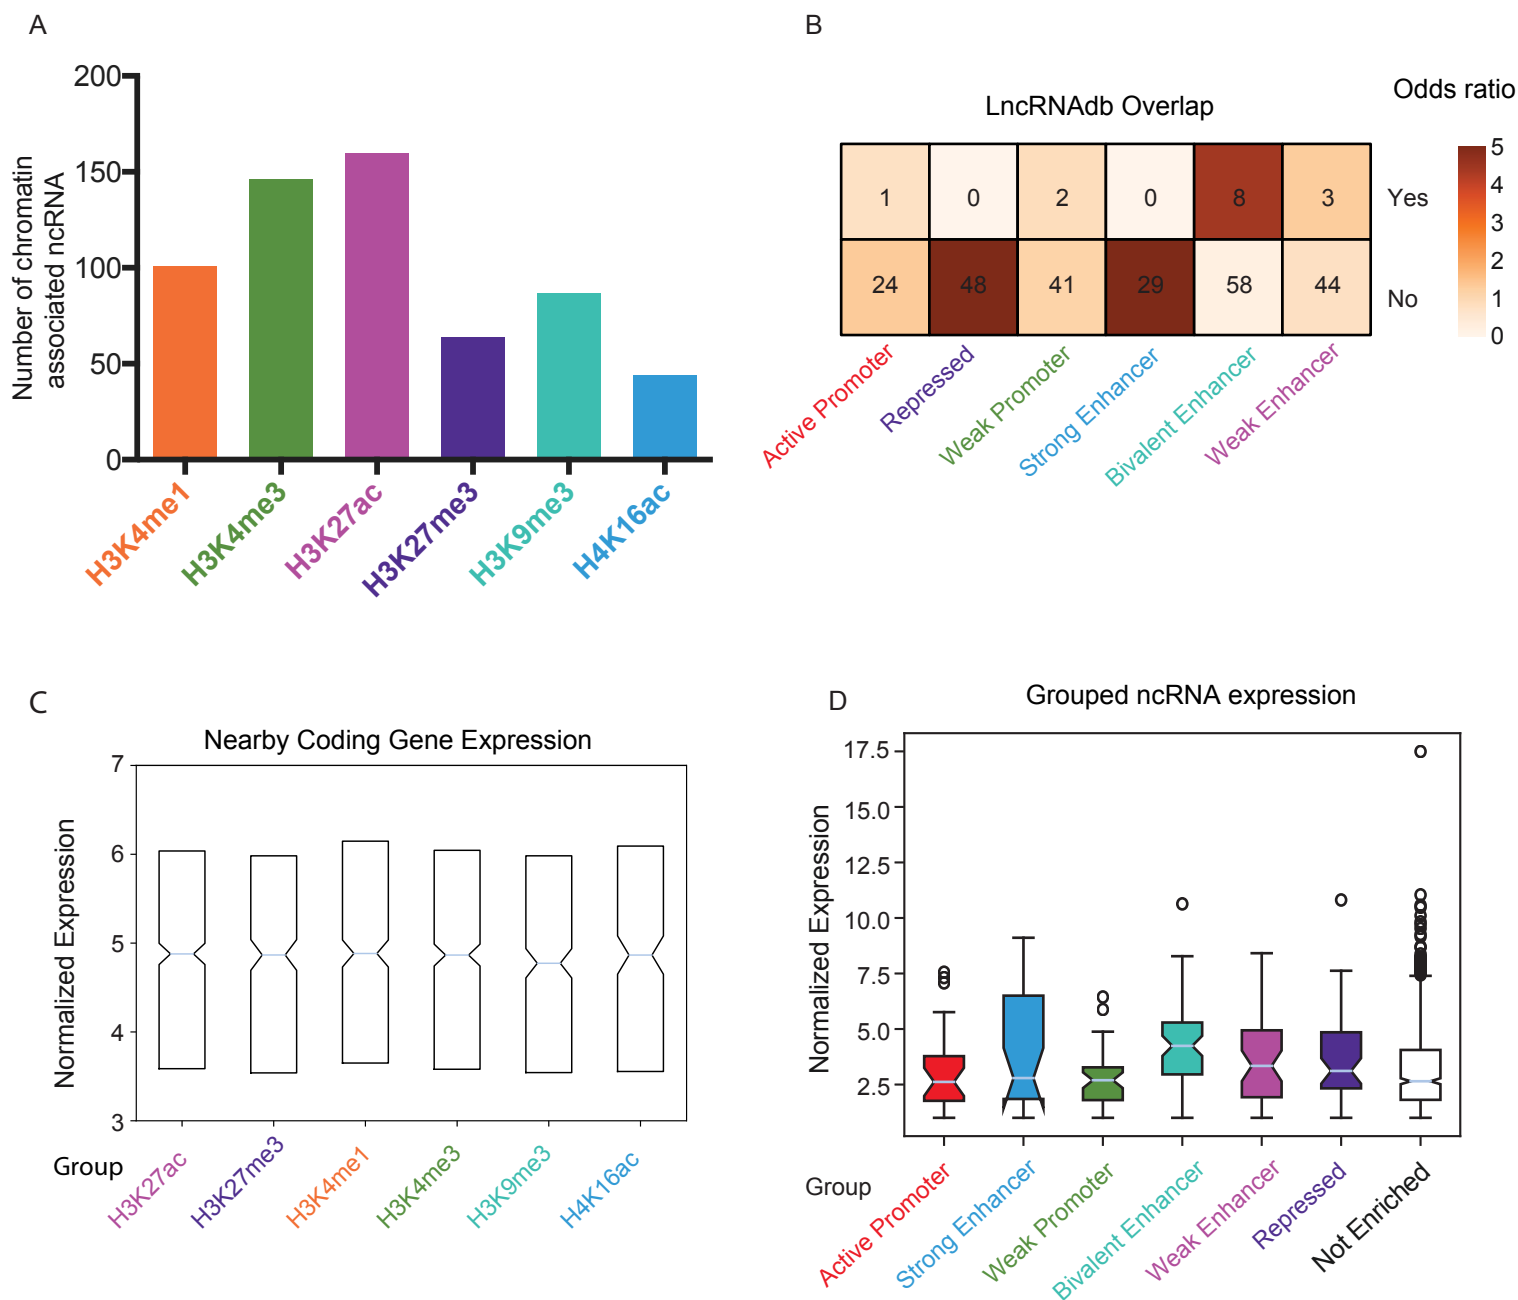 A
200
150
100
50
0
Number of chromatin
associated ncRNA
H3K4me1
H3K4me3
H3K27ac
H3K27me3
H3K9me3
H4K16ac
B
LncRNAdb Overlap
Odds ratio
1 0 2 0 8 3 Yes
24 48 41 29 58 44 No
5
4
3
2
1
0
Active Promoter
Repressed
Weak Promoter
Strong Enhancer
Bivalent Enhancer
Weak Enhancer
C
Nearby Coding Gene Expression
7
6
5
4
3
Normalized Expression
Group
H3K27ac
H3K27me3
H3K4me1
H3K4me3
H3K9me3
H4K16ac
D
Grouped ncRNA expression
17.5
15.0
12.5
10.0
7.5
5.0
2.5
Normalized Expression
Group
Active Promoter
Strong Enhancer
Weak Promoter
Bivalent Enhancer
Weak Enhancer
Repressed
Not Enriched